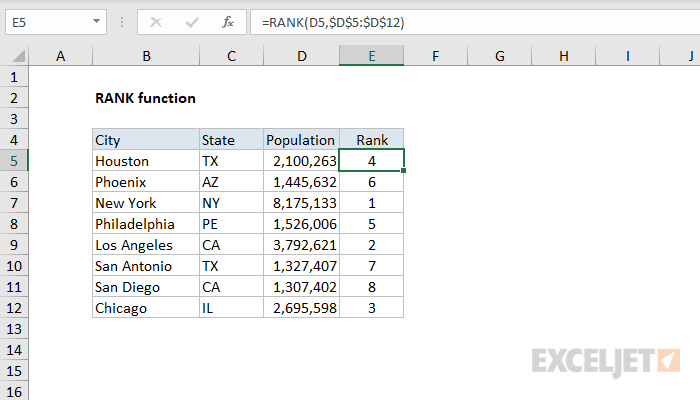 E5 fx =RANK(D5,$D$5:$D$12)
A B C D E F G H I J
1
2 RANK function
3
4 City State Population Rank
5 Houston TX 2,100,263 4
6 Phoenix AZ 1,445,632 6
7 New York NY 8,175,133 1
8 Philadelphia PE 1,526,006 5
9 Los Angeles CA 3,792,621 2
10 San Antonio TX 1,327,407 7
11 San Diego CA 1,307,402 8
12 Chicago IL 2,695,598 3
13
14
15 EXCELJET
16